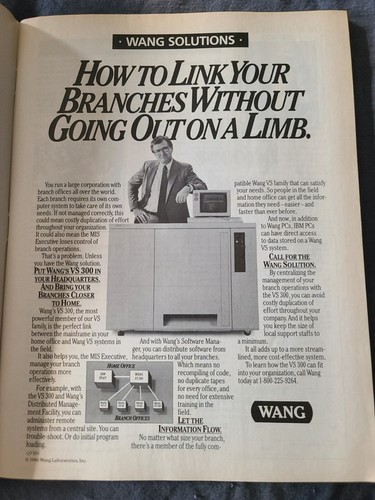 · WANG SOLUTIONS ·
HOW TO LINK YOUR
BRANCHES WITHOUT
GOING OUT ON A LIMB.
You run a large corporation with
branch offices all over the world.
Each branch requires its own com-
puter system to take care of its own
needs. If not managed correctly, this
could mean costly duplication of effort
throughout your organization.
It could also mean the MIS
Executive loses control of
branch operations.
That's a problem. Unless
you have the Wang solution.
PUT WANG'S VS 300 IN
YOUR HEADQUARTERS.
AND BRING YOUR
BRANCHES CLOSER
TO HOME.
Wang's VS 300, the most
powerful member of our VS
family, is the perfect link
between the mainframe in your
home office and Wang VS systems in
the field.
It also helps you, the MIS Executive,
manage your branch
operations more
effectively.
For example, with
the VS 300 and Wang's
Distributed Manage-
ment Facility, you can
administer remote
systems from a central site. You can
trouble-shoot. Or do initial program
loading.
And with Wang's Software Mana-
ger, you can distribute software from
headquarters to all your branches.
HOME OFFICE
BRANCH OFFICES
Which means no
recompiling of code,
no duplicate tapes
for every office, and
no need for extensive
training in the
field.
LET THE
INFORMATION FLOW.
No matter what size your branch,
there's a member of the fully com-
patible Wang VS family that can satisfy
your needs. So people in the field
and home office can get all the infor-
mation they need—easier—and
faster than ever before.
And now, in addition
to Wang PCs, IBM PCs
can have direct access
to data stored on a Wang
VS system.
CALL FOR THE
WANG SOLUTION.
By centralizing the
management of your
branch operations with
the VS 300, you can avoid
costly duplication of
effort throughout your
company. And it helps
you keep the size of
local support staffs to
a minimum.
It all adds up to a more stream-
lined, more cost-effective system.
To learn how the VS 300 can fit
into your organization, call Wang
today at 1-800-225-9264.
WANG
© 1986 Wang Laboratories, Inc.